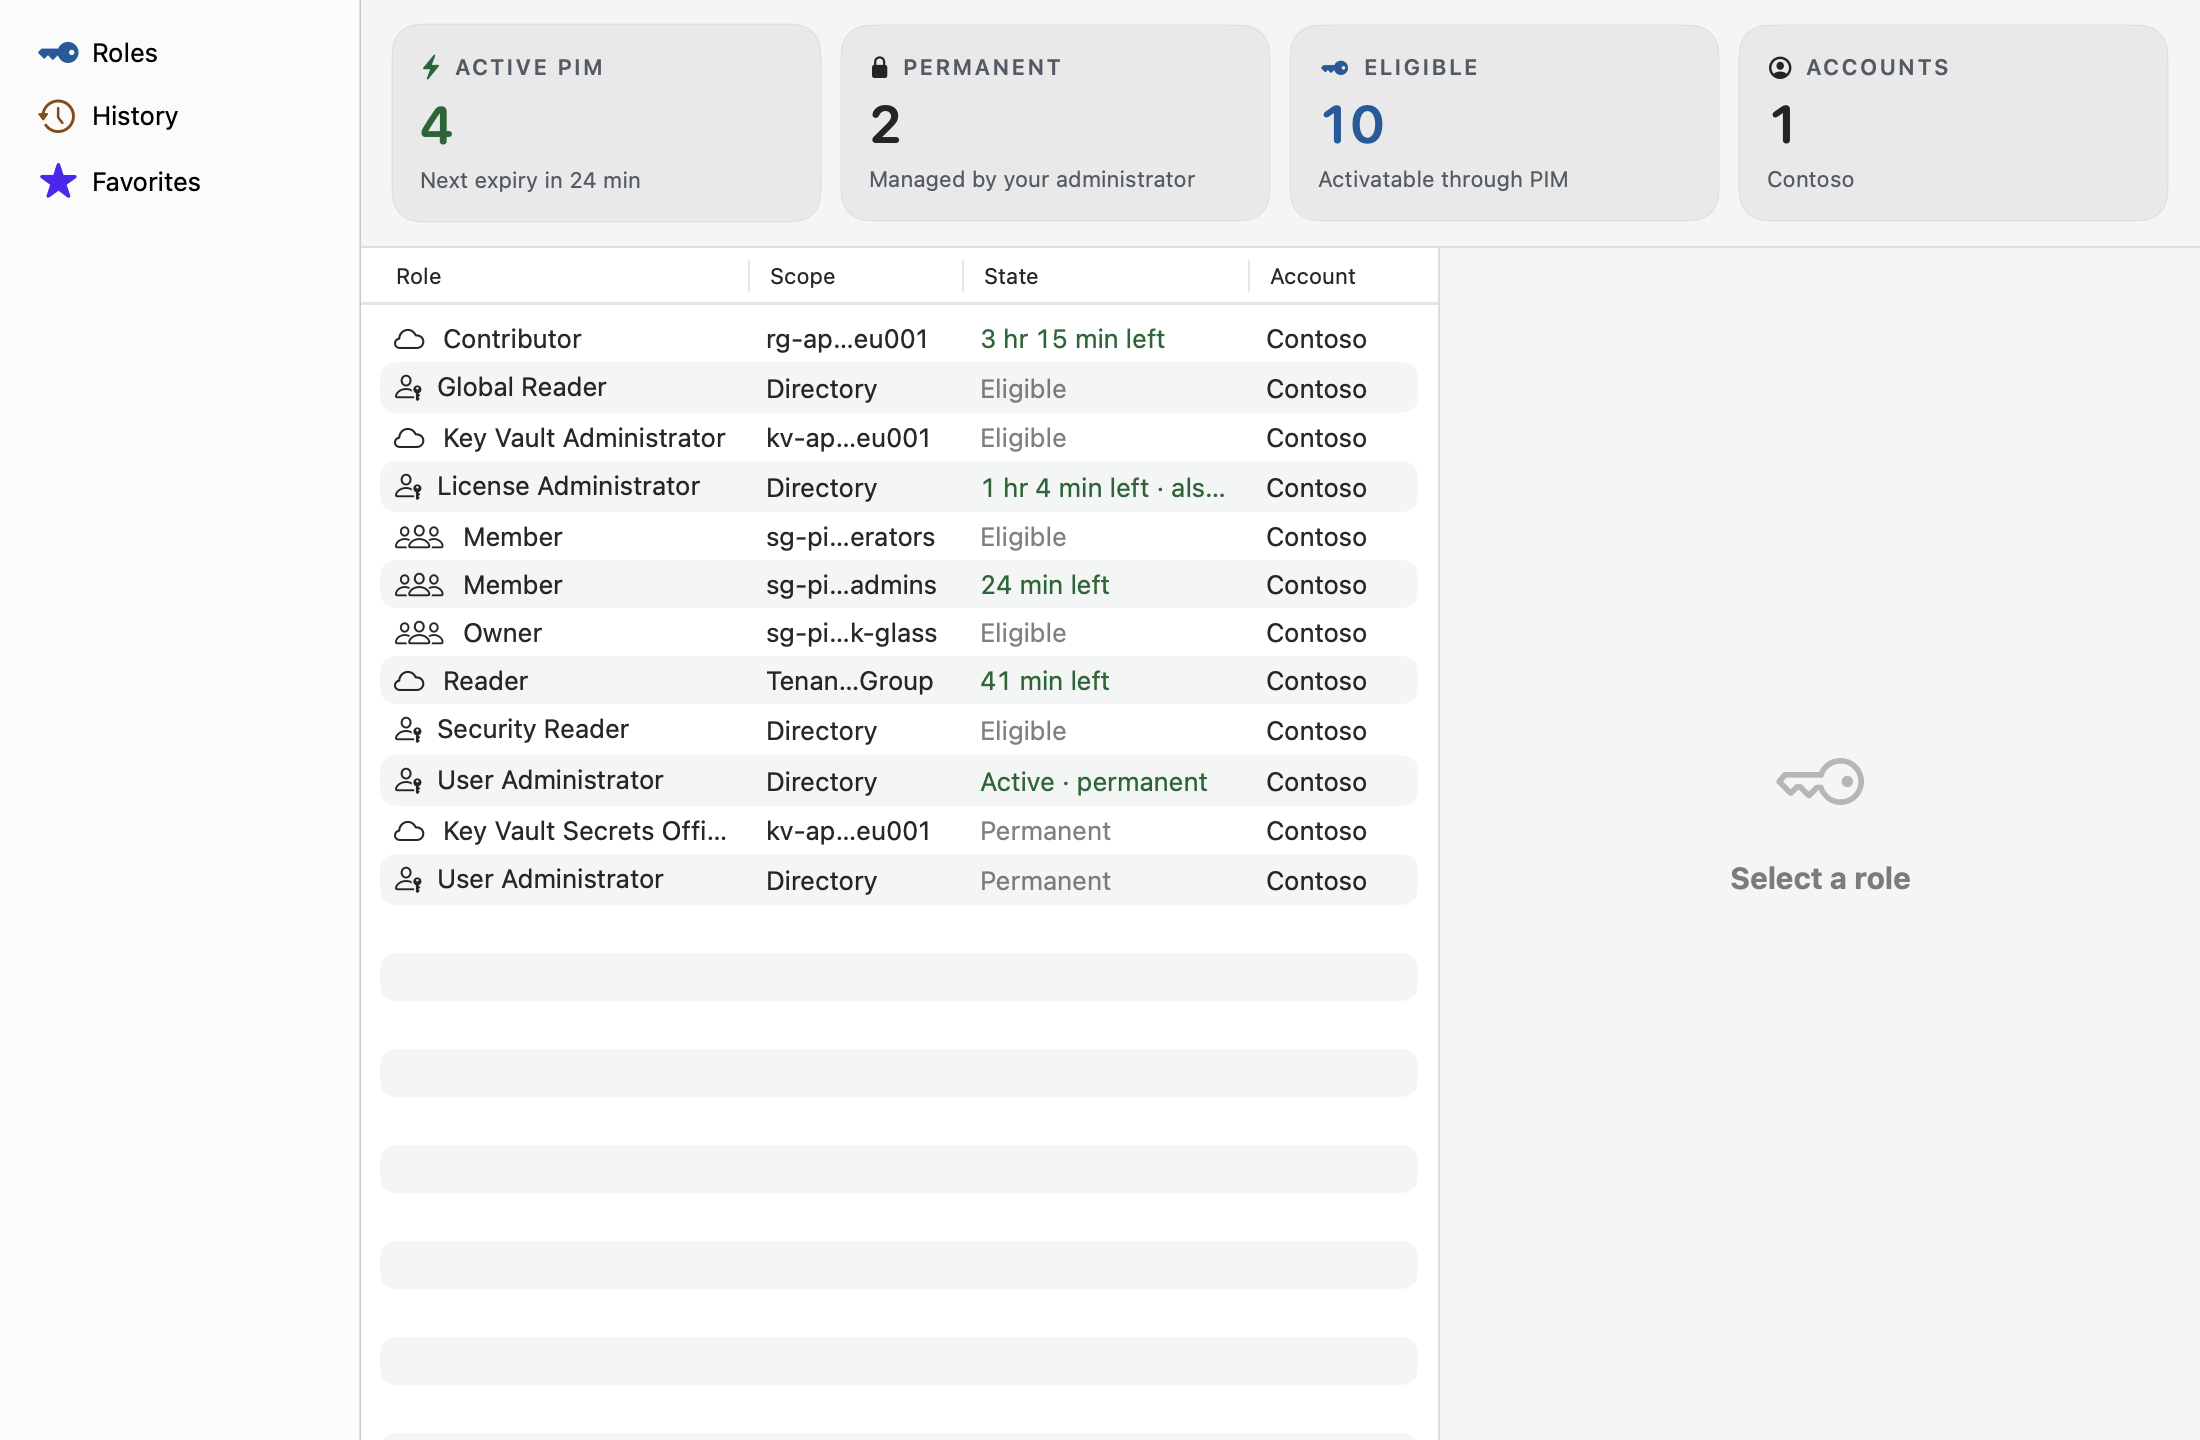 Roles
History
Favorites
ACTIVE PIM
4
Next expiry in 24 min
PERMANENT
2
Managed by your administrator
ELIGIBLE
10
Activatable through PIM
ACCOUNTS
1
Contoso
Role Scope State Account
Contributor rg-ap...eu001 3 hr 15 min left Contoso
Global Reader Directory Eligible Contoso
Key Vault Administrator kv-ap...eu001 Eligible Contoso
License Administrator Directory 1 hr 4 min left · als... Contoso
Member sg-pi...erators Eligible Contoso
Member sg-pi...admins 24 min left Contoso
Owner sg-pi...k-glass Eligible Contoso
Reader Tenan...Group 41 min left Contoso
Security Reader Directory Eligible Contoso
User Administrator Directory Active · permanent Contoso
Key Vault Secrets Offi... kv-ap...eu001 Permanent Contoso
User Administrator Directory Permanent Contoso
Select a role